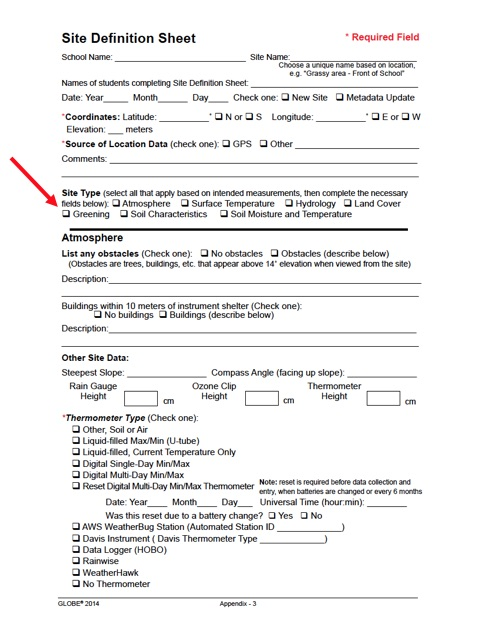 Site Definition Sheet * Required Field
School Name: ____________________________ Site Name:____________________________
Choose a unique name based on location,
e.g. "Grassy area - Front of School"
Names of students completing Site Definition Sheet: ____________________________________
Date: Year_____ Month______ Day____ Check one: ❑ New Site ❑ Metadata Update
*Coordinates: Latitude: ___________° ❑ N or ❑ S Longitude: ___________° ❑ E or ❑ W
Elevation: ___ meters
*Source of Location Data (check one): ❑ GPS ❑ Other ____________________________
Comments: ____________________________________________________________________
Site Type (select all that apply based on intended measurements, then complete the necessary
fields below): ❑ Atmosphere ❑ Surface Temperature ❑ Hydrology ❑ Land Cover
❑ Greening ❑ Soil Characteristics ❑ Soil Moisture and Temperature
Atmosphere
List any obstacles (Check one): ❑ No obstacles ❑ Obstacles (describe below)
(Obstacles are trees, buildings, etc. that appear above 14° elevation when viewed from the site)
Description:____________________________________________________________________
Buildings within 10 meters of instrument shelter (Check one):
❑ No buildings ❑ Buildings (describe below)
Description:____________________________________________________________________
Other Site Data:
Steepest Slope: _________________ Compass Angle (facing up slope): _______________
Rain Gauge Ozone Clip Thermometer
Height cm Height cm Height cm
*Thermometer Type (Check one):
❑ Other, Soil or Air
❑ Liquid-filled Max/Min (U-tube)
❑ Liquid-filled, Current Temperature Only
❑ Digital Single-Day Min/Max
❑ Digital Multi-Day Min/Max
❑ Reset Digital Multi-Day Min/Max Thermometer Note: reset is required before data collection and
entry, when batteries are changed or every 6 months
Date: Year____ Month____ Day___ Universal Time (hour:min): ________
Was this reset due to a battery change? ❑ Yes ❑ No
❑ AWS WeatherBug Station (Automated Station ID ______________)
❑ Davis Instrument ( Davis Thermometer Type ______________)
❑ Data Logger (HOBO)
❑ Rainwise
❑ WeatherHawk
❑ No Thermometer
GLOBE® 2014 Appendix - 3